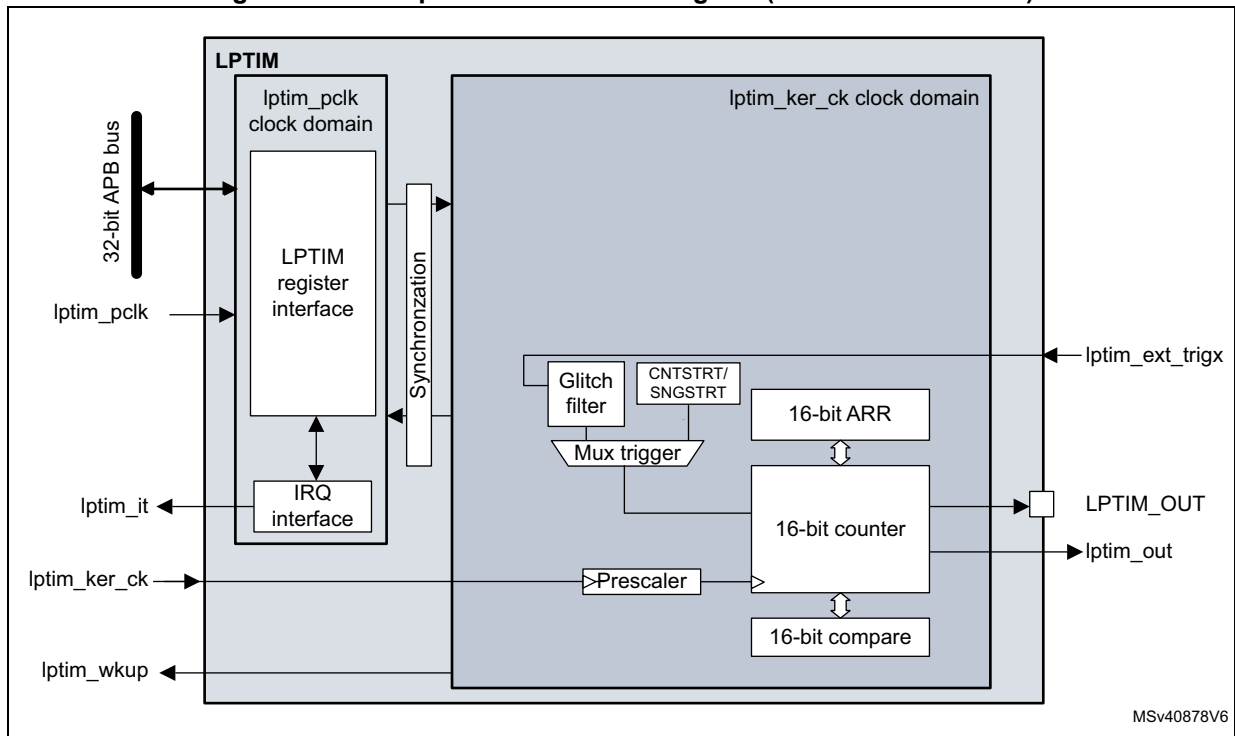 LPTIM
lptim_pclk
clock domain
lptim_ker_ck clock domain
32-bit APB bus
LPTIM
register
interface
Synchronzation
lptim_pclk
lptim_ext_trigx
Glitch
filter
CNTSTRT/
SNGSTRT
16-bit ARR
Mux trigger
IRQ
interface
lptim_it
16-bit counter
LPTIM_OUT
lptim_out
lptim_ker_ck
Prescaler
16-bit compare
lptim_wkup
MSv40878V6